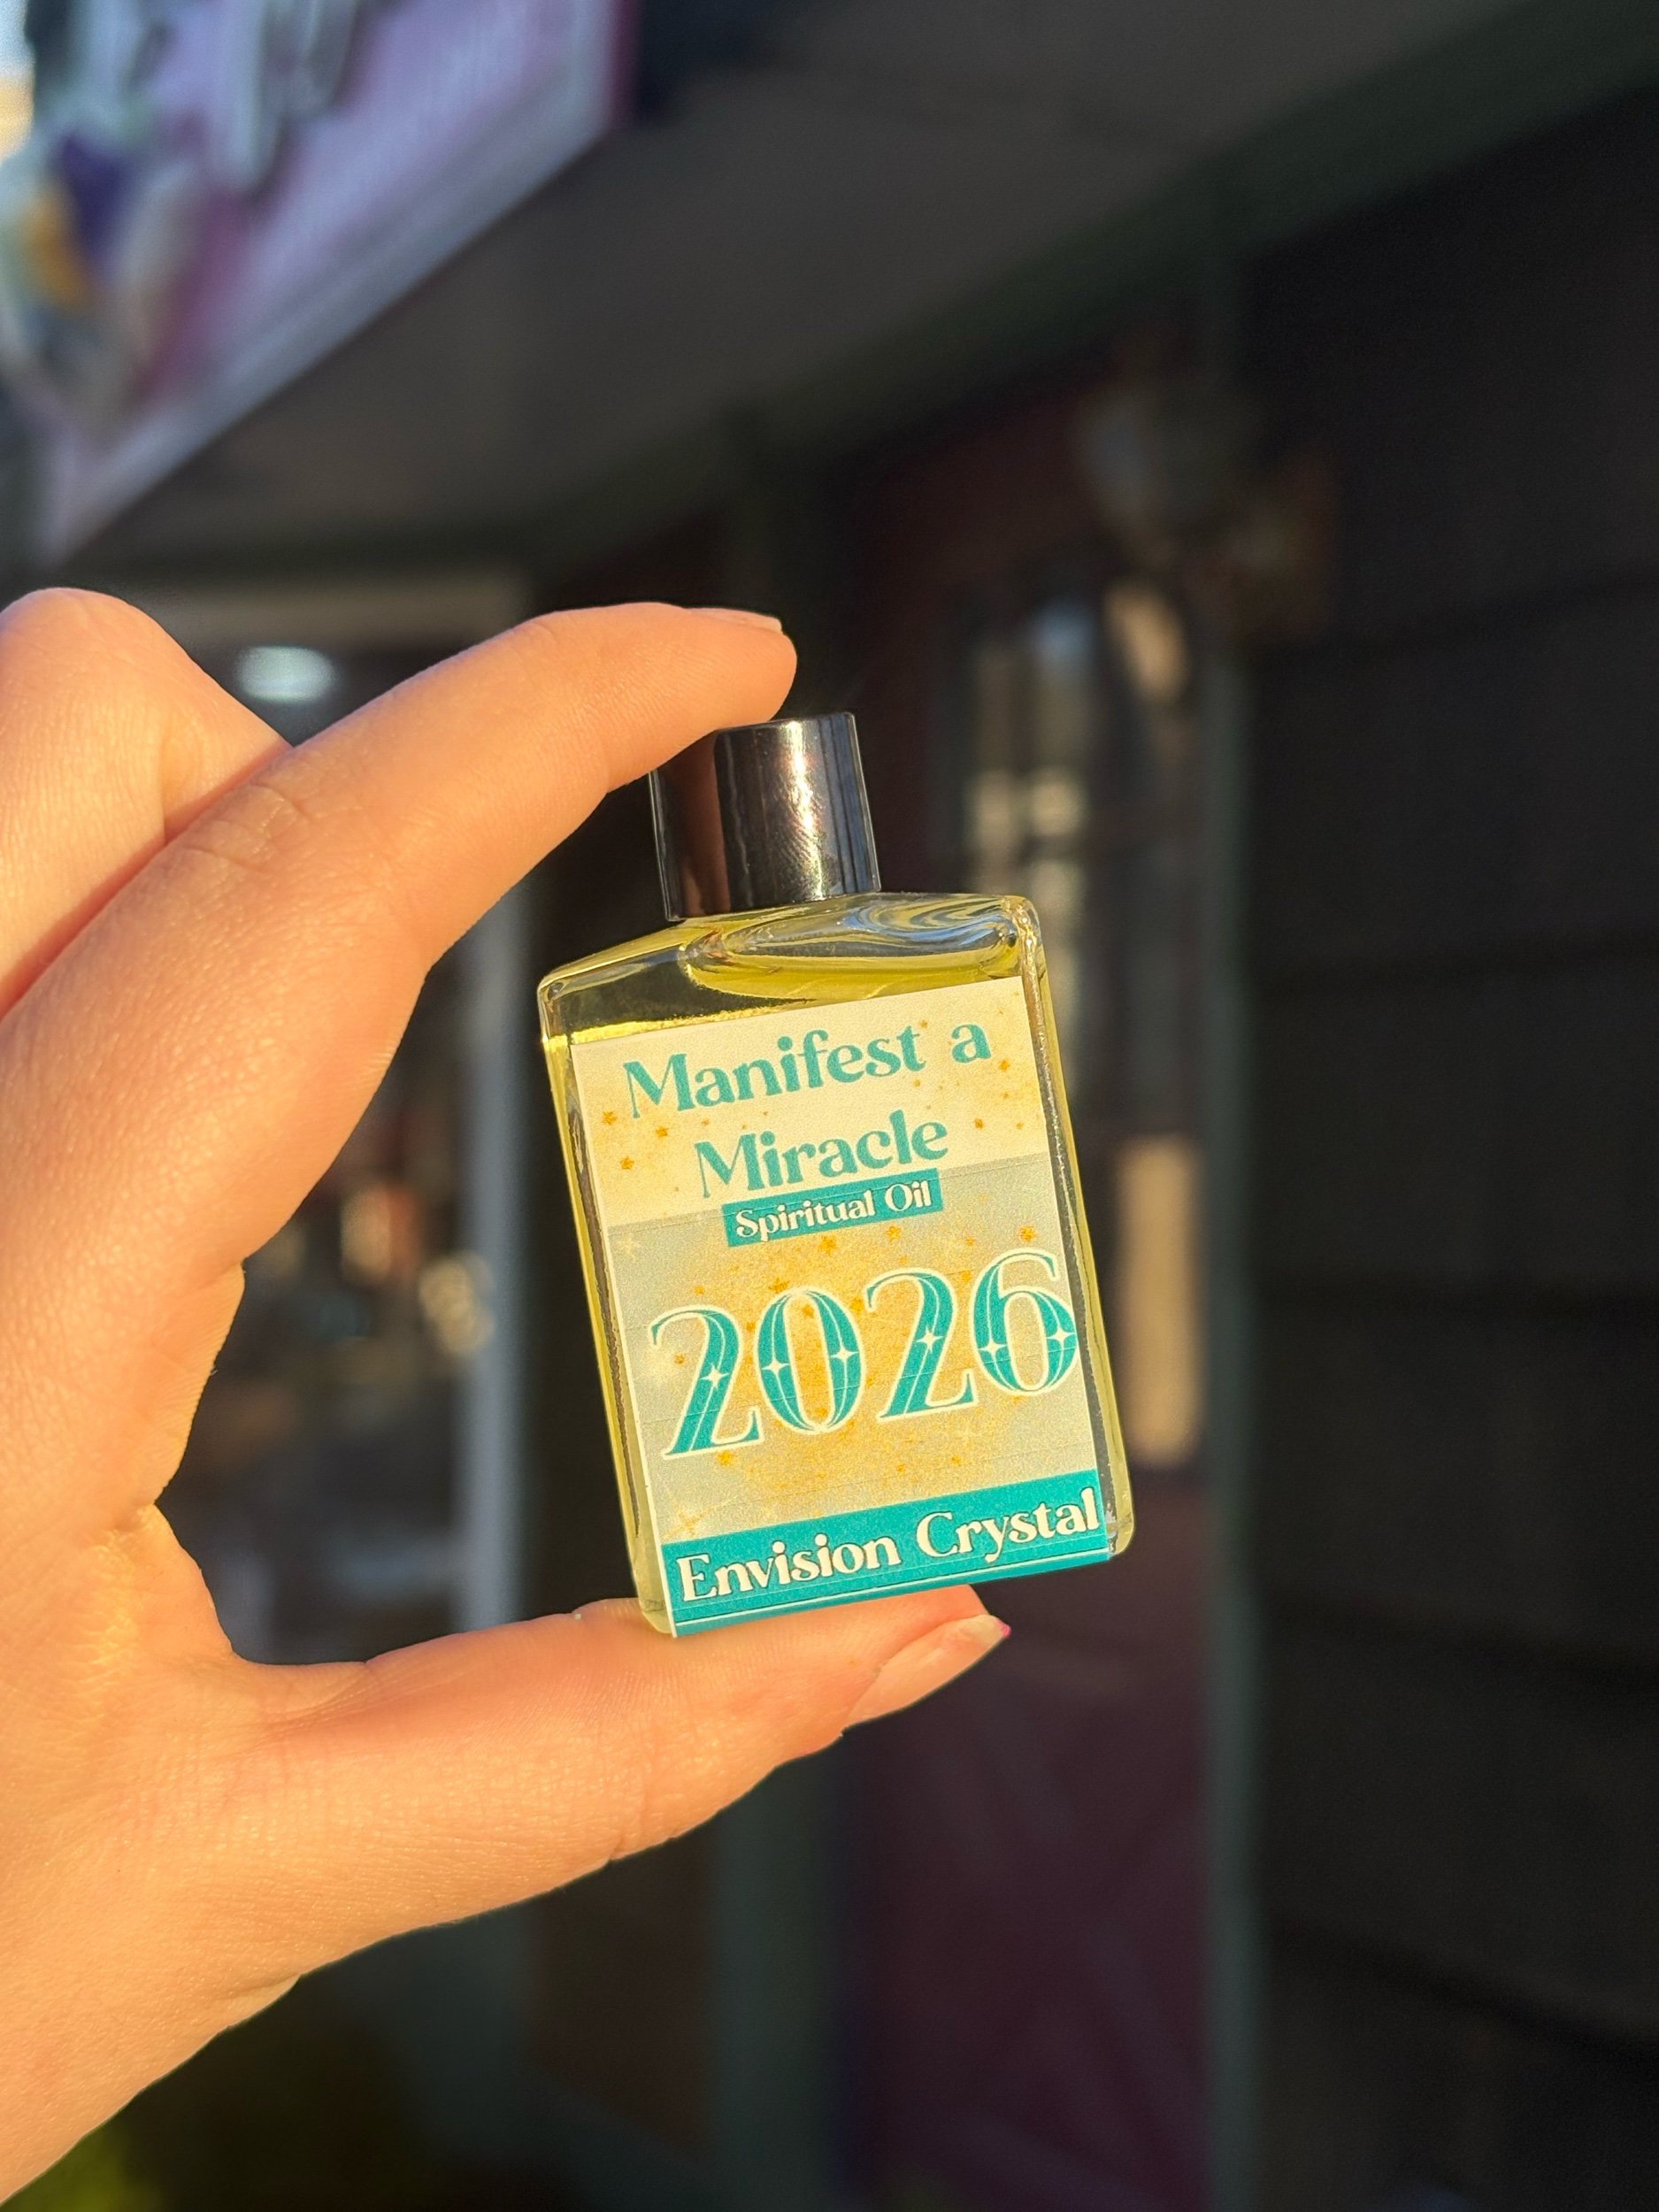 Manifest a
Miracle
Spiritual Oil
2026
Envision Crystal